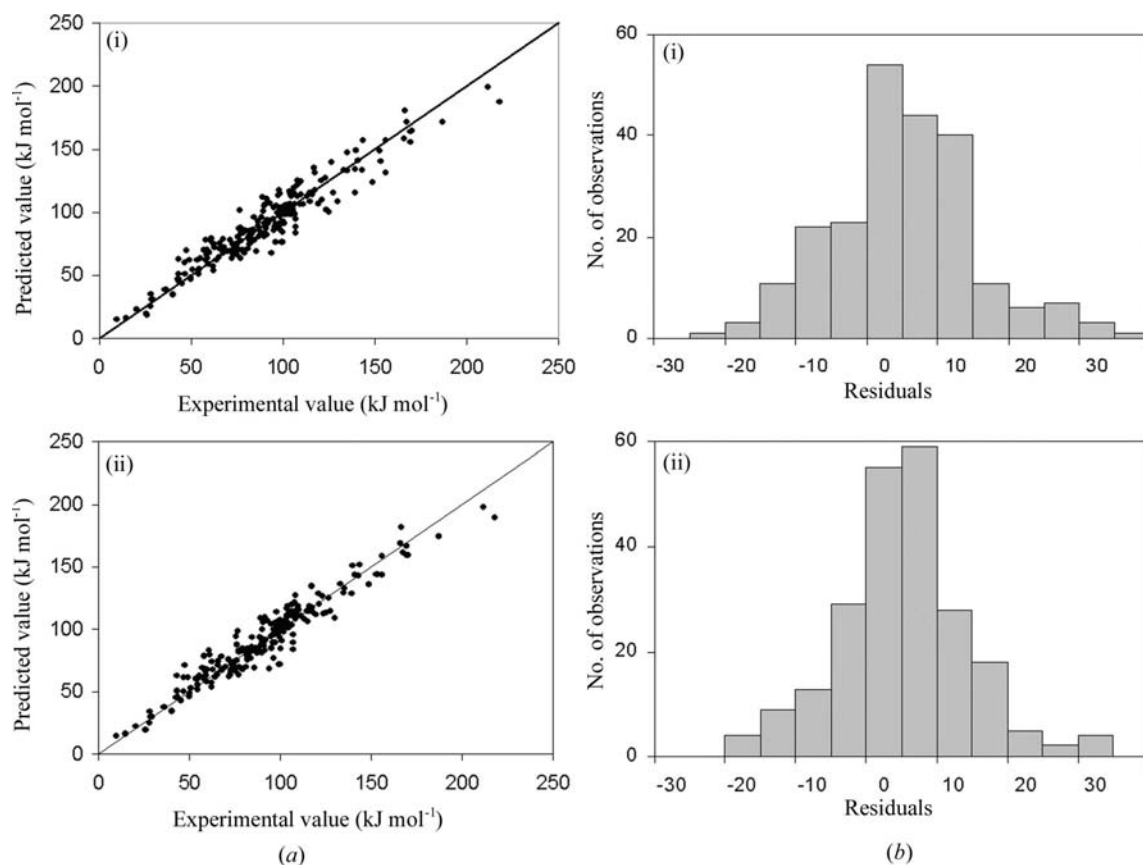 (i)
250
200
150
100
50
0
Predicted value (kJ mol⁻¹)
0 50 100 150 200 250
Experimental value (kJ mol⁻¹)
(i)
60
40
20
0
No. of observations
-30 -20 -10 0 10 20 30
Residuals
(ii)
250
200
150
100
50
0
Predicted value (kJ mol⁻¹)
0 50 100 150 200 250
Experimental value (kJ mol⁻¹)
(a)
(ii)
60
40
20
0
No. of observations
-30 -20 -10 0 10 20 30
Residuals
(b)